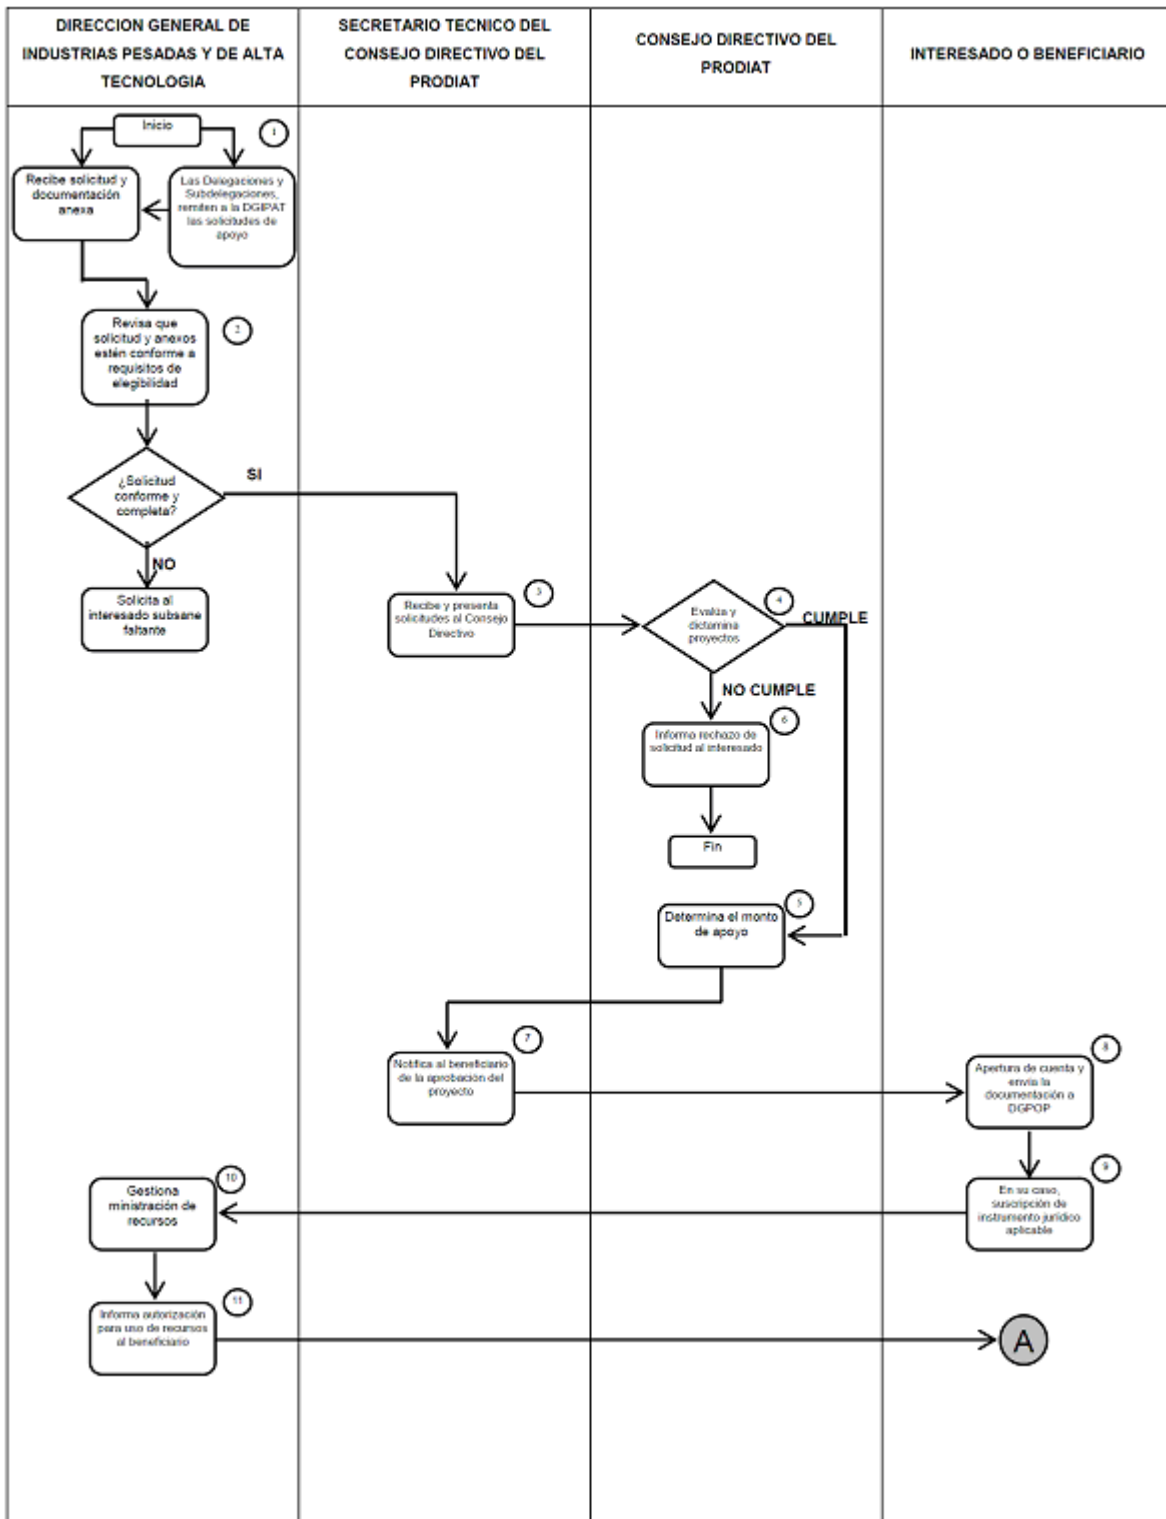 DIRECCION GENERAL DE
INDUSTRIAS PESADAS Y DE ALTA
TECNOLOGIA
SECRETARIO TECNICO DEL
CONSEJO DIRECTIVO DEL
PRODIAT
CONSEJO DIRECTIVO DEL
PRODIAT
INTERESADO O BENEFICIARIO
Inicio
1
Recibe solicitud y
documentación
anexa
Las Delegaciones y
Subdelegaciones,
remiten a la DGIPAT
las solicitudes de
apoyo
Revisa que
solicitud y anexos
estén conforme a
requisitos de
elegibilidad
2
¿Solicitud
conforme y
completa?
SI
NO
Solicita al
interesado subsane
faltante
Recibe y presenta
solicitudes al Consejo
Directivo
3
Evalúa y
dictamina
proyectos
4
CUMPLE
NO CUMPLE
Informa rechazo de
solicitud al interesado
6
Fin
Determina el monto
de apoyo
5
Notifica al beneficiario
de la aprobación del
proyecto
7
Apertura de cuenta y
envía la
documentación a
DGPOP
8
En su caso,
suscripción de
instrumento jurídico
aplicable
9
Gestiona
ministración de
recursos
10
Informa autorización
para uso de recursos
al beneficiario
11
A